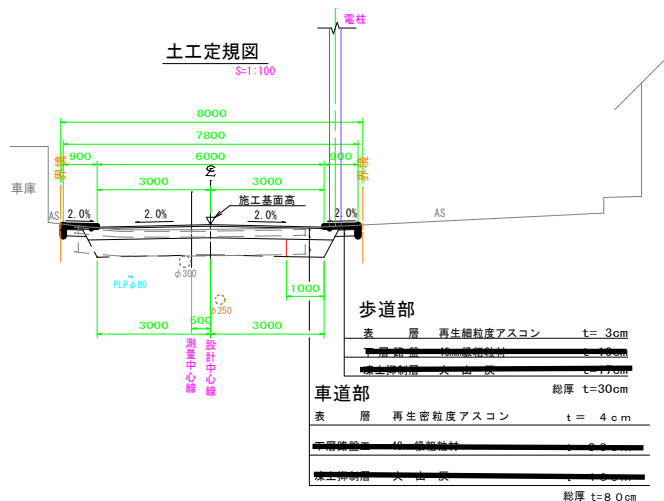 電柱
土工定規図
S=1:100
8000
7800
900 6000 900
境界 境界
3000 3000
車庫
施工基面高
AS 2.0% 2.0% 2.0% 2.0% AS
φ300
PLPφ80
1000
φ250
500
3000 3000
測量中心線
設計中心線
歩道部
表 層 再生細粒度アスコン t= 3cm
総厚 t=30cm
車道部
表 層 再生密粒度アスコン t = 4cm
総厚 t=80cm